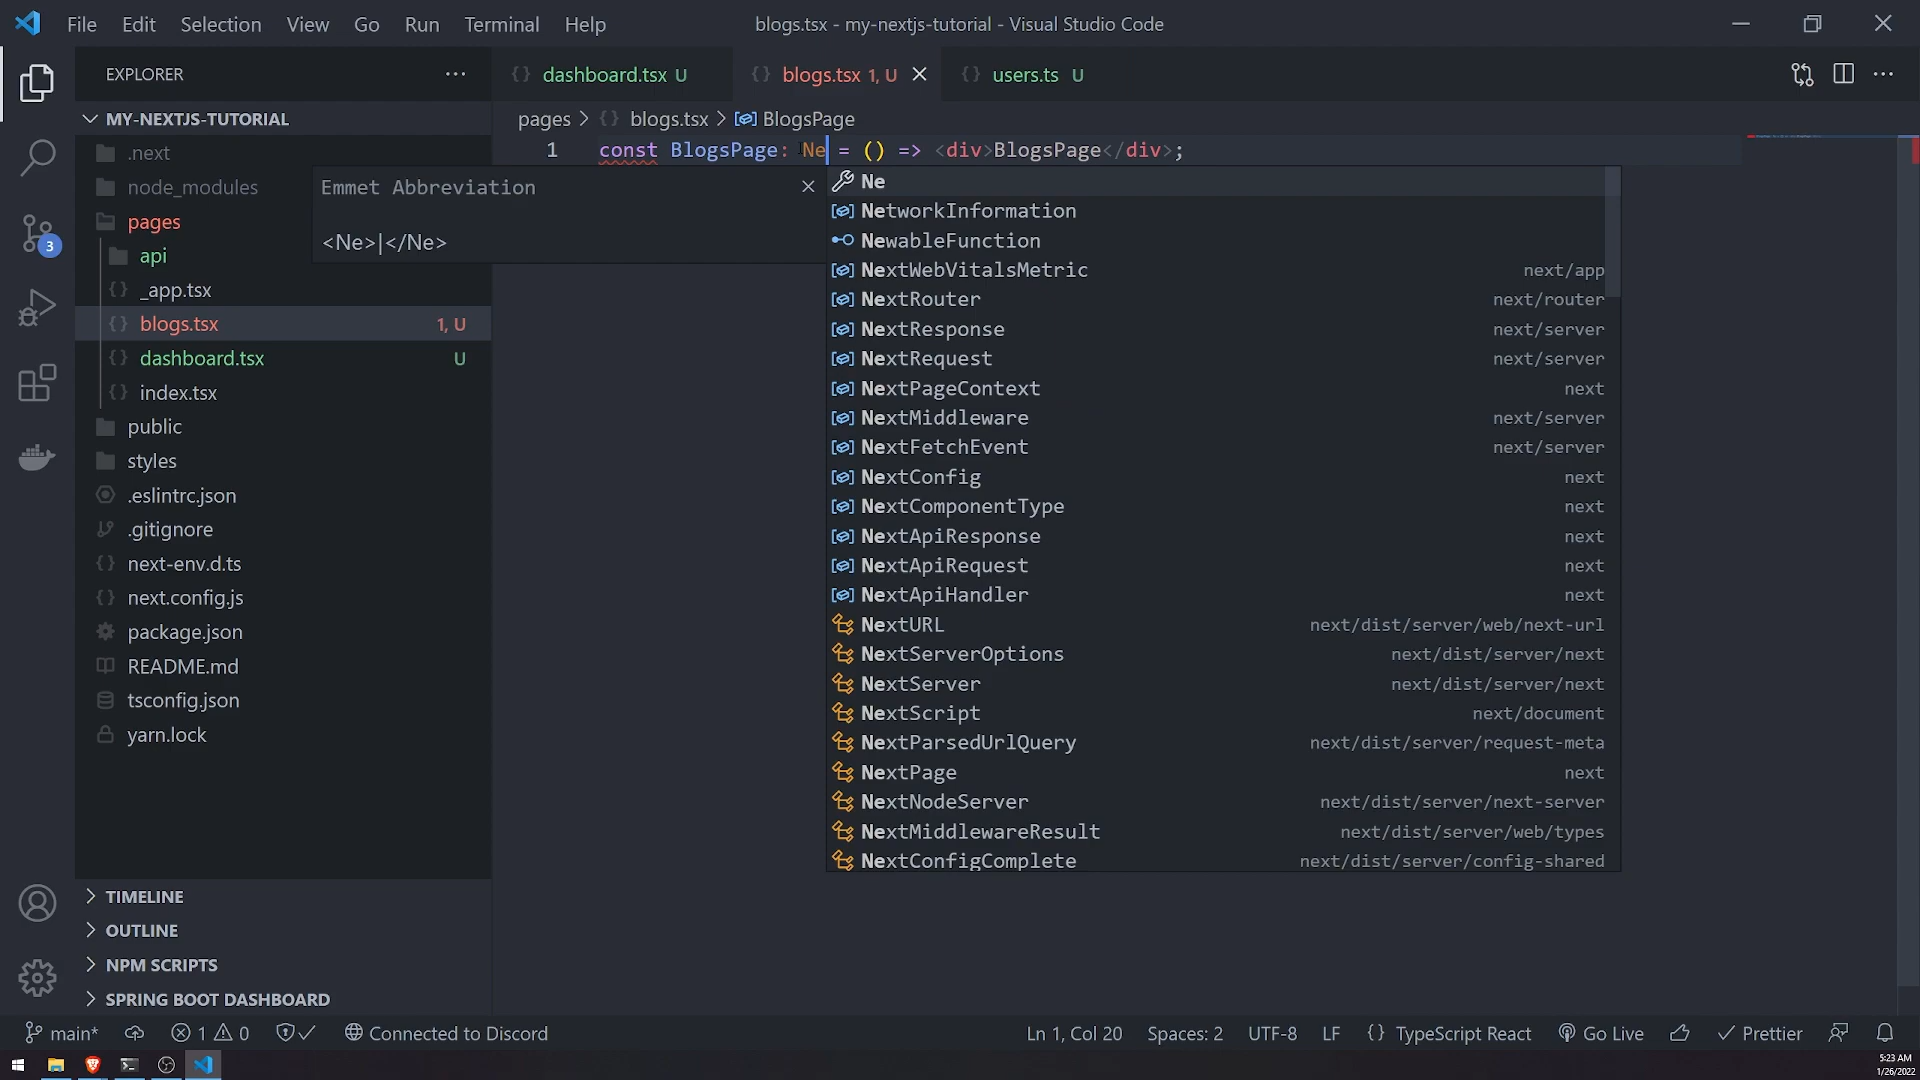 File Edit Selection View Go Run Terminal Help
blogs.tsx - my-nextjs-tutorial - Visual Studio Code
EXPLORER
dashboard.tsx U
blogs.tsx 1, U
users.ts U
MY-NEXTJS-TUTORIAL
pages > blogs.tsx > BlogsPage
.next
node_modules
pages
api
_app.tsx
blogs.tsx 1, U
dashboard.tsx U
index.tsx
public
styles
.eslintrc.json
.gitignore
next-env.d.ts
next.config.js
package.json
README.md
tsconfig.json
yarn.lock
TIMELINE
OUTLINE
NPM SCRIPTS
SPRING BOOT DASHBOARD
3
1 const BlogsPage: Ne = () => <div>BlogsPage</div>;
Emmet Abbreviation
<Ne>|</Ne>
Ne
NetworkInformation
NewableFunction
NextWebVitalsMetric next/app
NextRouter next/router
NextResponse next/server
NextRequest next/server
NextPageContext next
NextMiddleware next/server
NextFetchEvent next/server
NextConfig next
NextComponentType next
NextApiResponse next
NextApiRequest next
NextApiHandler next
NextURL next/dist/server/web/next-url
NextServerOptions next/dist/server/next
NextServer next/dist/server/next
NextScript next/document
NextParsedUrlQuery next/dist/server/request-meta
NextPage next
NextNodeServer next/dist/server/next-server
NextMiddlewareResult next/dist/server/web/types
NextConfigComplete next/dist/server/config-shared
main* 1 0 Connected to Discord
Ln 1, Col 20 Spaces: 2 UTF-8 LF {} TypeScript React Go Live Prettier
5:23 AM
1/26/2022